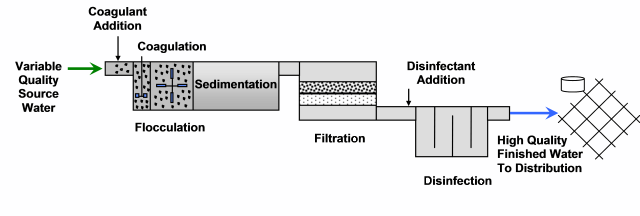 Coagulant
Addition
Coagulation
Variable
Quality
Source
Water
Sedimentation
Flocculation
Filtration
Disinfectant
Addition
Disinfection
High Quality
Finished Water
To Distribution